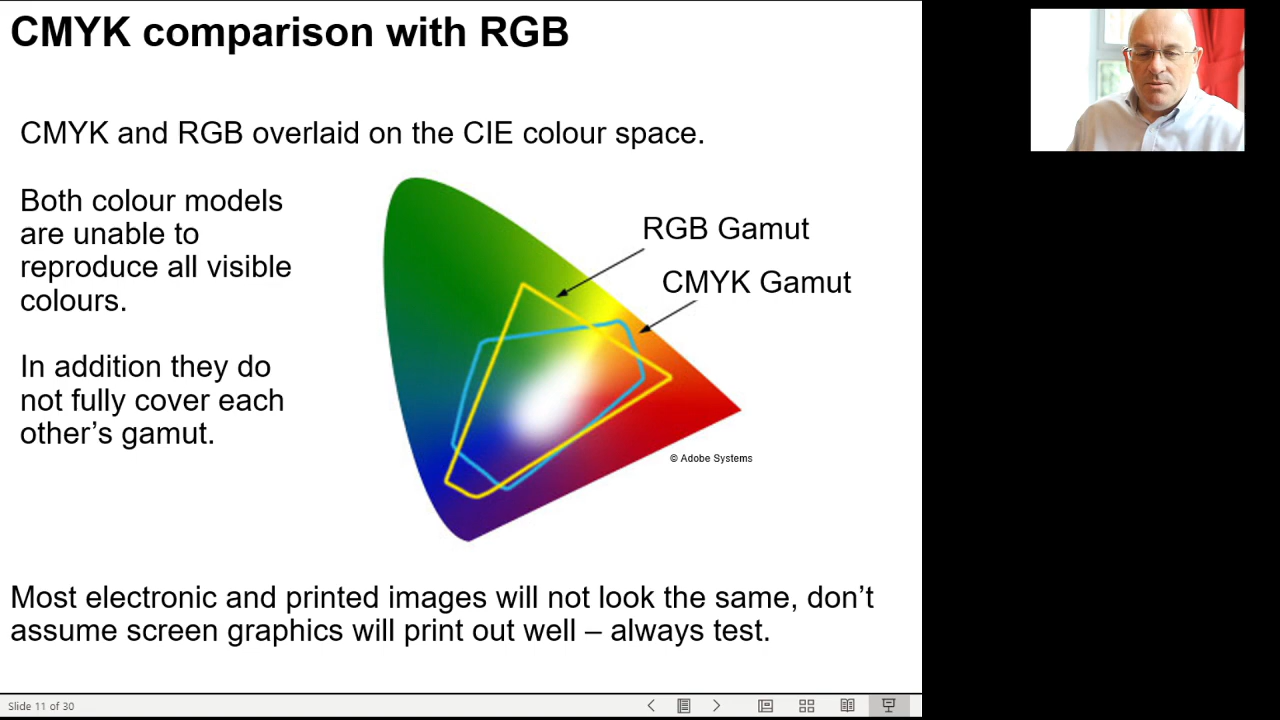 CMYK comparison with RGB
CMYK and RGB overlaid on the CIE colour space.
Both colour models
are unable to
reproduce all visible
colours.
In addition they do
not fully cover each
other’s gamut.
RGB Gamut
CMYK Gamut
© Adobe Systems
Most electronic and printed images will not look the same, don’t
assume screen graphics will print out well – always test.
Slide 11 of 30